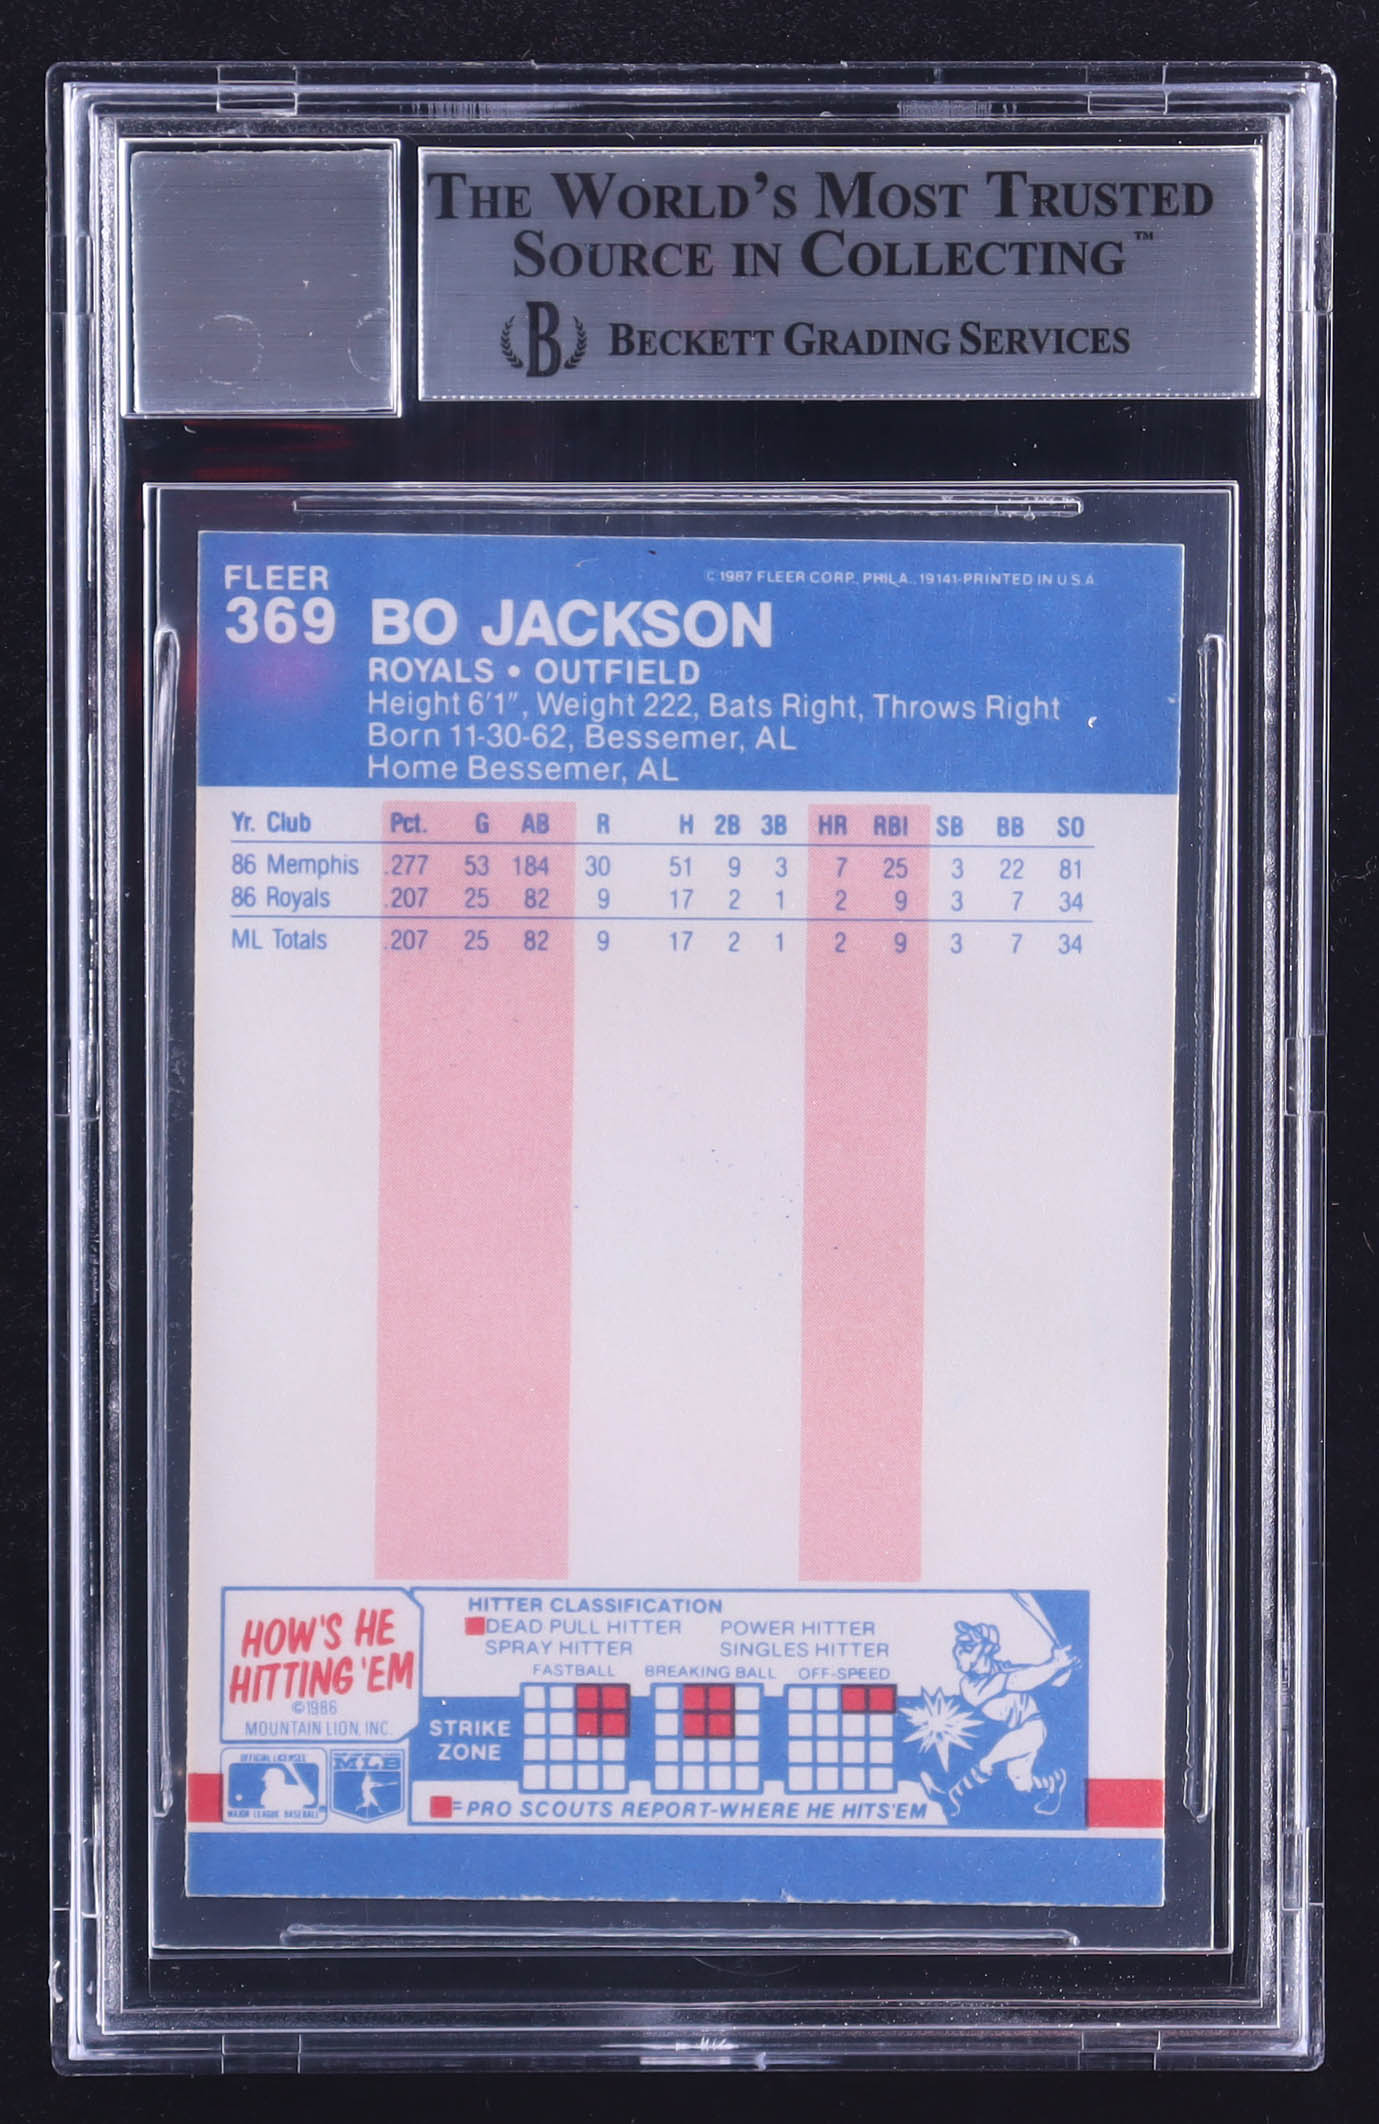 THE WORLD'S MOST TRUSTED
SOURCE IN COLLECTING™
B BECKETT GRADING SERVICES
FLEER
© 1987 FLEER CORP., PHILA., 19141-PRINTED IN U.S.A.
369 BO JACKSON
ROYALS • OUTFIELD
Height 6'1", Weight 222, Bats Right, Throws Right
Born 11-30-62, Bessemer, AL
Home Bessemer, AL
Yr. Club Pct. G AB R H 2B 3B HR RBI SB BB SO
86 Memphis .277 53 184 30 51 9 3 7 25 3 22 81
86 Royals .207 25 82 9 17 2 1 2 9 3 7 34
ML Totals .207 25 82 9 17 2 1 2 9 3 7 34
HOW'S HE
HITTING 'EM
©1986
MOUNTAIN LION, INC.
HITTER CLASSIFICATION
DEAD PULL HITTER POWER HITTER
SPRAY HITTER SINGLES HITTER
FASTBALL BREAKING BALL OFF-SPEED
STRIKE
ZONE
=PRO SCOUTS REPORT-WHERE HE HITS'EM
OFFICIAL LICENSEE
MAJOR LEAGUE BASEBALL
MLB